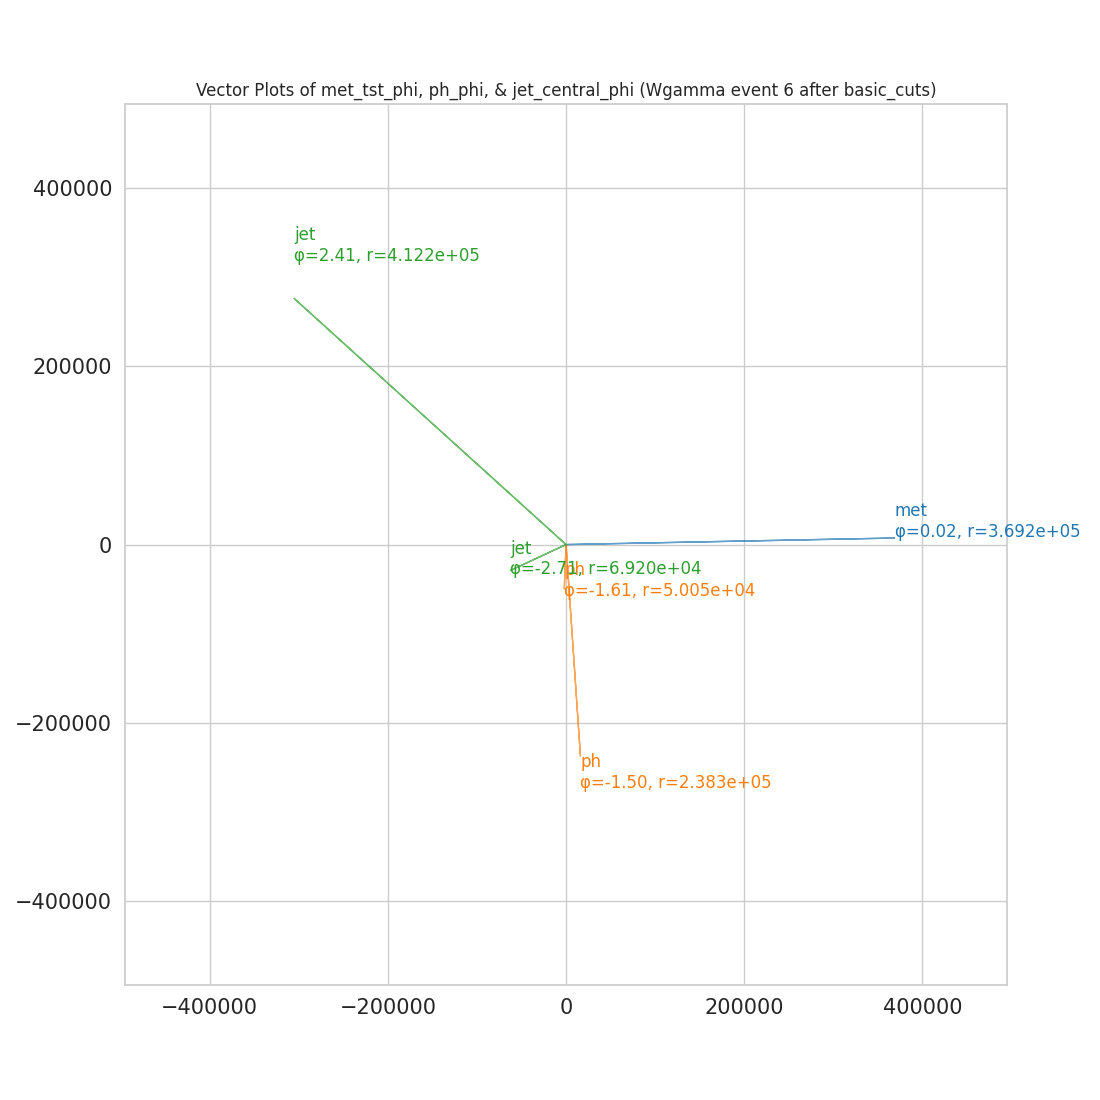 Vector Plots of met_tst_phi, ph_phi, & jet_central_phi (Wgamma event 6 after basic_cuts)
400000
jet
φ=2.41, r=4.122e+05
200000
met
φ=0.02, r=3.692e+05
0
jet
φ=-2.71, r=6.920e+04
ph
φ=-1.61, r=5.005e+04
−200000
ph
φ=-1.50, r=2.383e+05
−400000
−400000
−200000
0
200000
400000